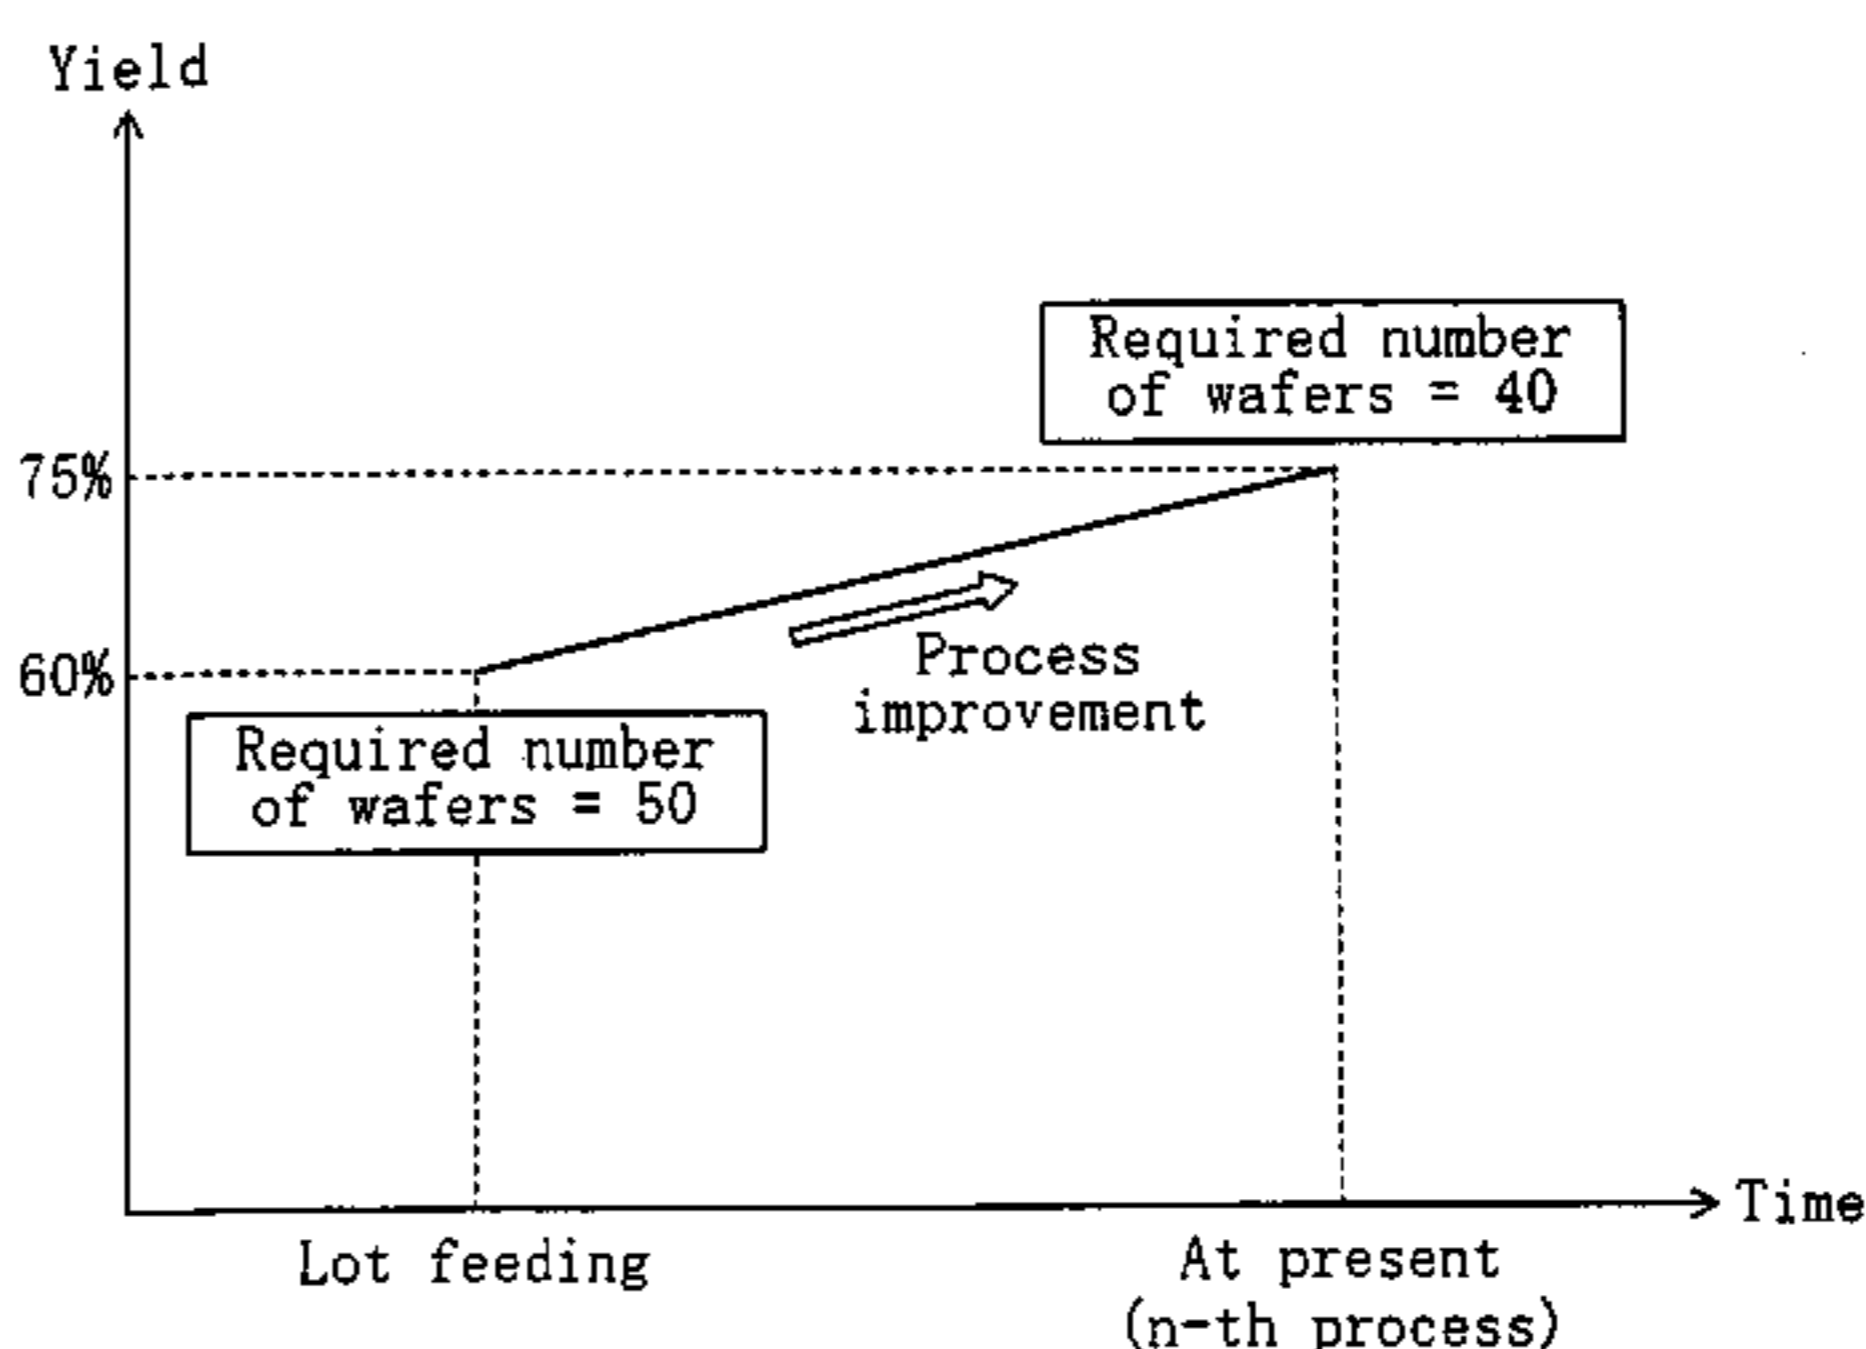 Yield
Required number
of wafers = 40
75%
Process
improvement
60%
Required number
of wafers = 50
Time
Lot feeding
At present
(n-th process)